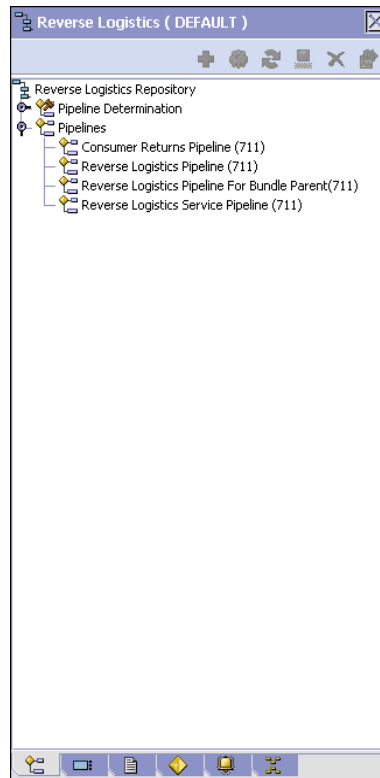 Reverse Logistics ( DEFAULT )
Reverse Logistics Repository
Pipeline Determination
Pipelines
Consumer Returns Pipeline (711)
Reverse Logistics Pipeline (711)
Reverse Logistics Pipeline For Bundle Parent(711)
Reverse Logistics Service Pipeline (711)